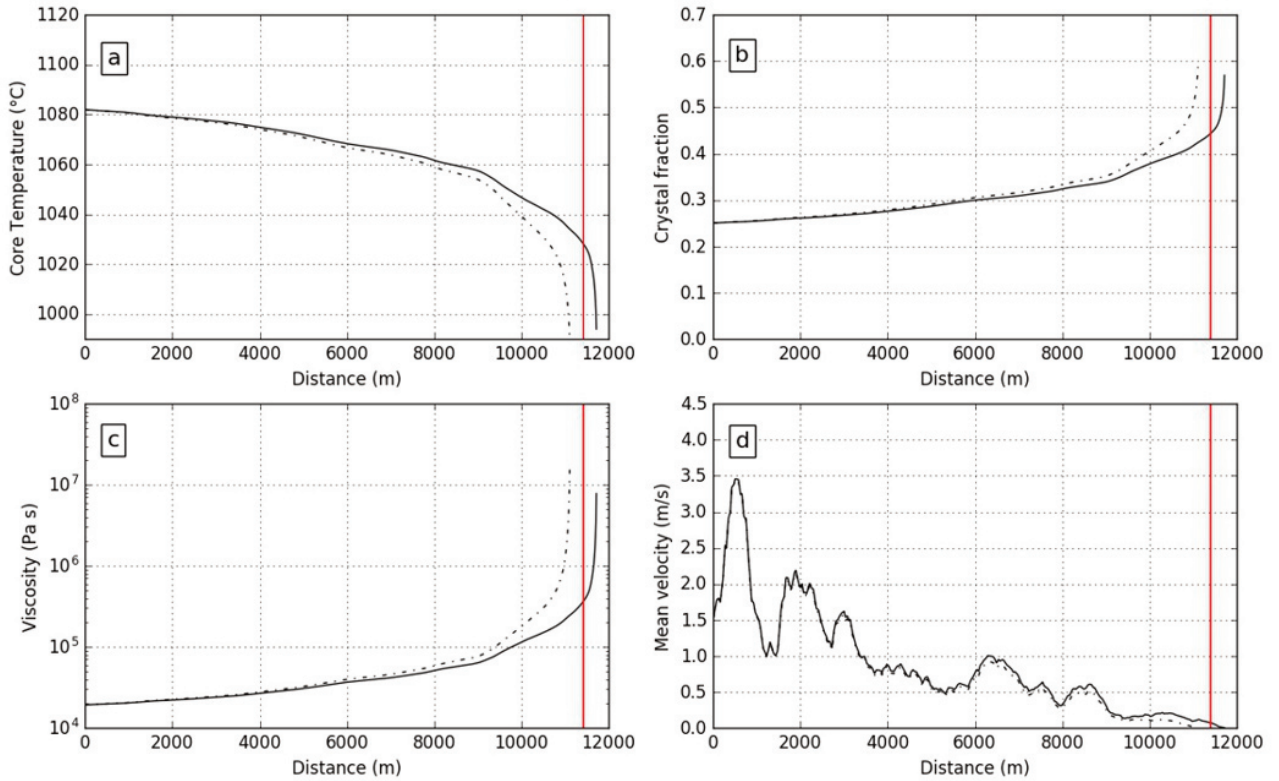 1120
1100
1080
1060
1040
1020
1000
Core Temperature (°C)
a
0 2000 4000 6000 8000 10000 12000
Distance (m)
0.7
0.6
0.5
0.4
0.3
0.2
0.1
0.0
Crystal fraction
b
0 2000 4000 6000 8000 10000 12000
Distance (m)
10^8
10^7
10^6
10^5
10^4
Viscosity (Pa s)
c
0 2000 4000 6000 8000 10000 12000
Distance (m)
4.5
4.0
3.5
3.0
2.5
2.0
1.5
1.0
0.5
0.0
Mean velocity (m/s)
d
0 2000 4000 6000 8000 10000 12000
Distance (m)